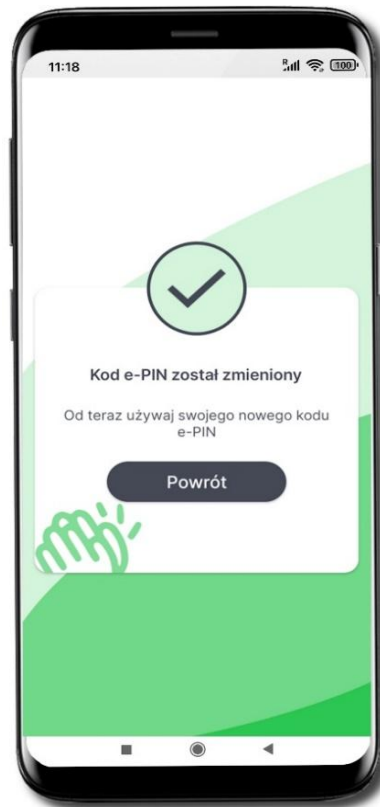 11:18
R
100
Kod e-PIN został zmieniony
Od teraz używaj swojego nowego kodu
e-PIN
Powrót